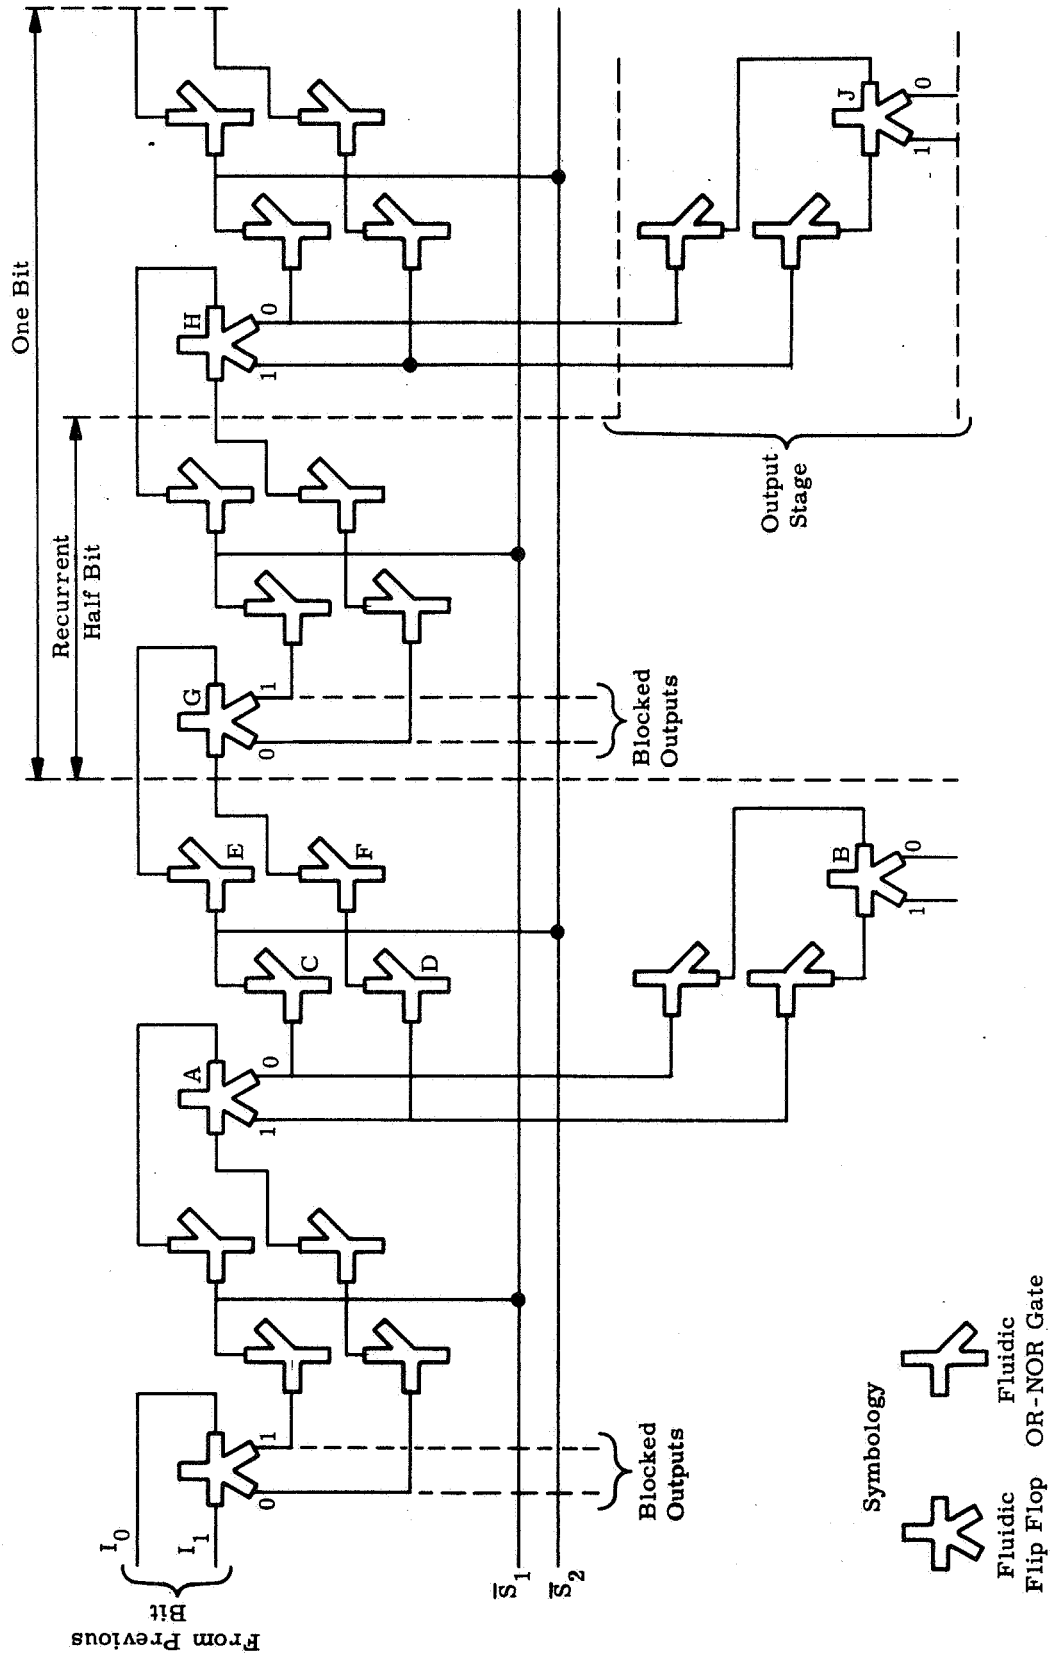 One Bit
Recurrent
Half Bit
From Previous
Bit
I0
I1
0
1
A
1
0
C
D
E
F
G
0
1
H
1
0
S̅1
S̅2
Blocked
Outputs
B
1
0
Blocked
Outputs
Output
Stage
J
1
0
Symbology
Fluidic
Flip Flop
Fluidic
OR-NOR Gate